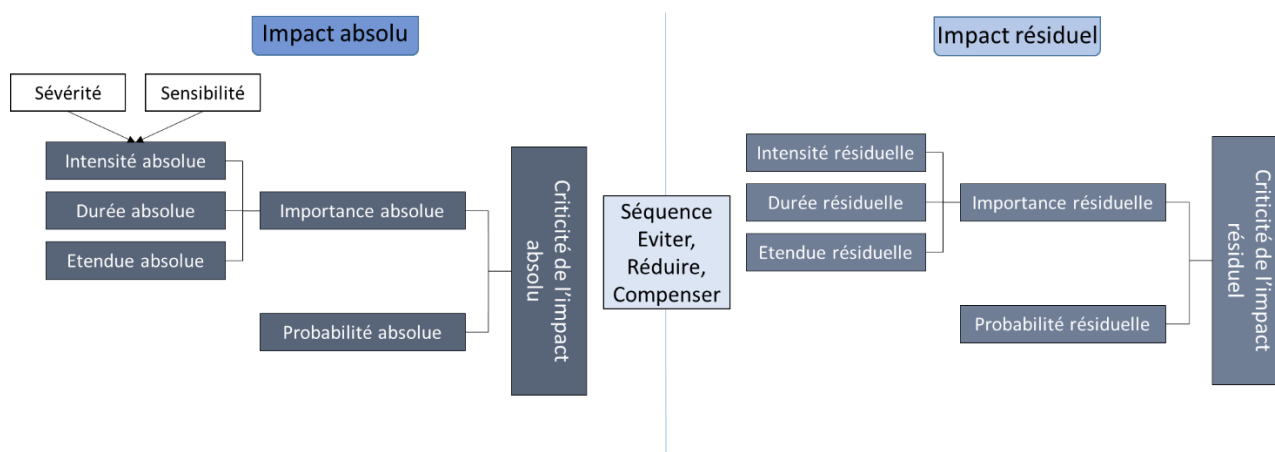 Impact absolu
Sévérité
Sensibilité
Intensité absolue
Durée absolue
Etendue absolue
Importance absolue
Probabilité absolue
Criticité de l'impact
absolu
Séquence
Eviter,
Réduire,
Compenser
Impact résiduel
Intensité résiduelle
Durée résiduelle
Etendue résiduelle
Importance résiduelle
Probabilité résiduelle
Criticité de l'impact
résiduel